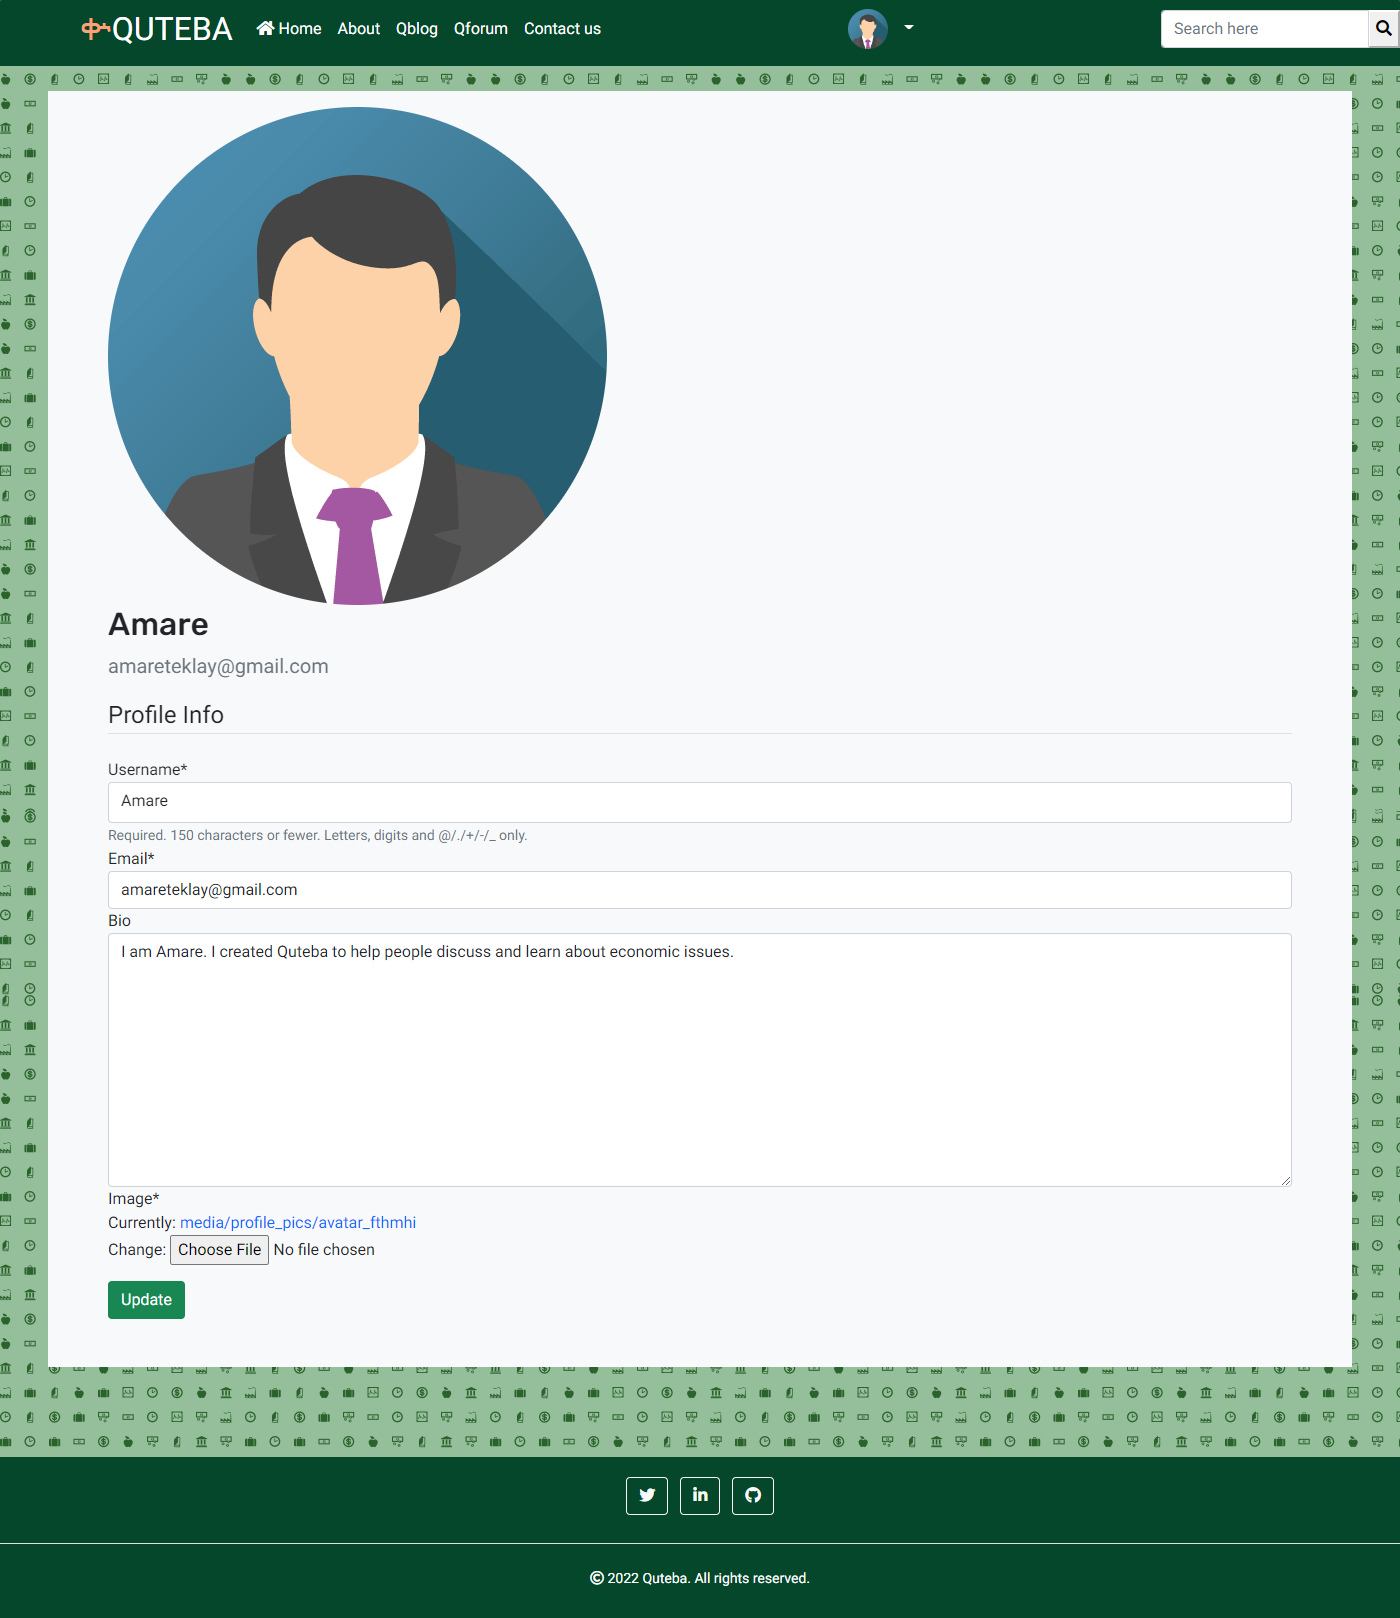 ቍQUTEBA
Home About Qblog Qforum Contact us
Search here
Amare
amareteklay@gmail.com
Profile Info
Username*
Amare
Required. 150 characters or fewer. Letters, digits and @/./+/-/_ only.
Email*
amareteklay@gmail.com
Bio
I am Amare. I created Quteba to help people discuss and learn about economic issues.
Image*
Currently: media/profile_pics/avatar_fthmhi
Change: Choose File No file chosen
Update
© 2022 Quteba. All rights reserved.